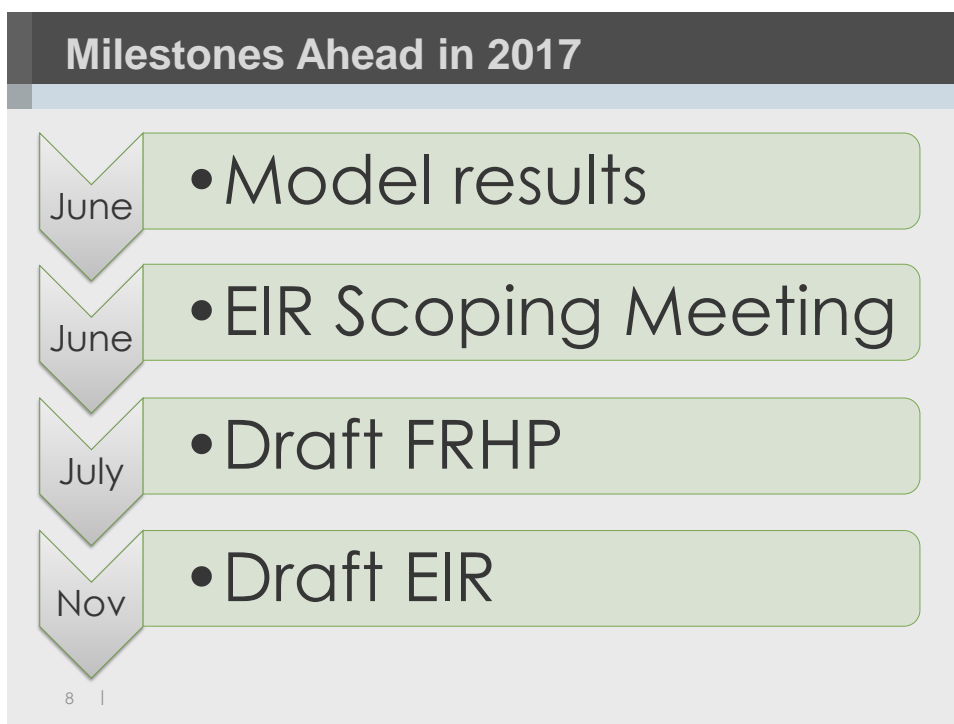 Milestones Ahead in 2017
June
•Model results
June
•EIR Scoping Meeting
July
•Draft FRHP
Nov
•Draft EIR
8 |